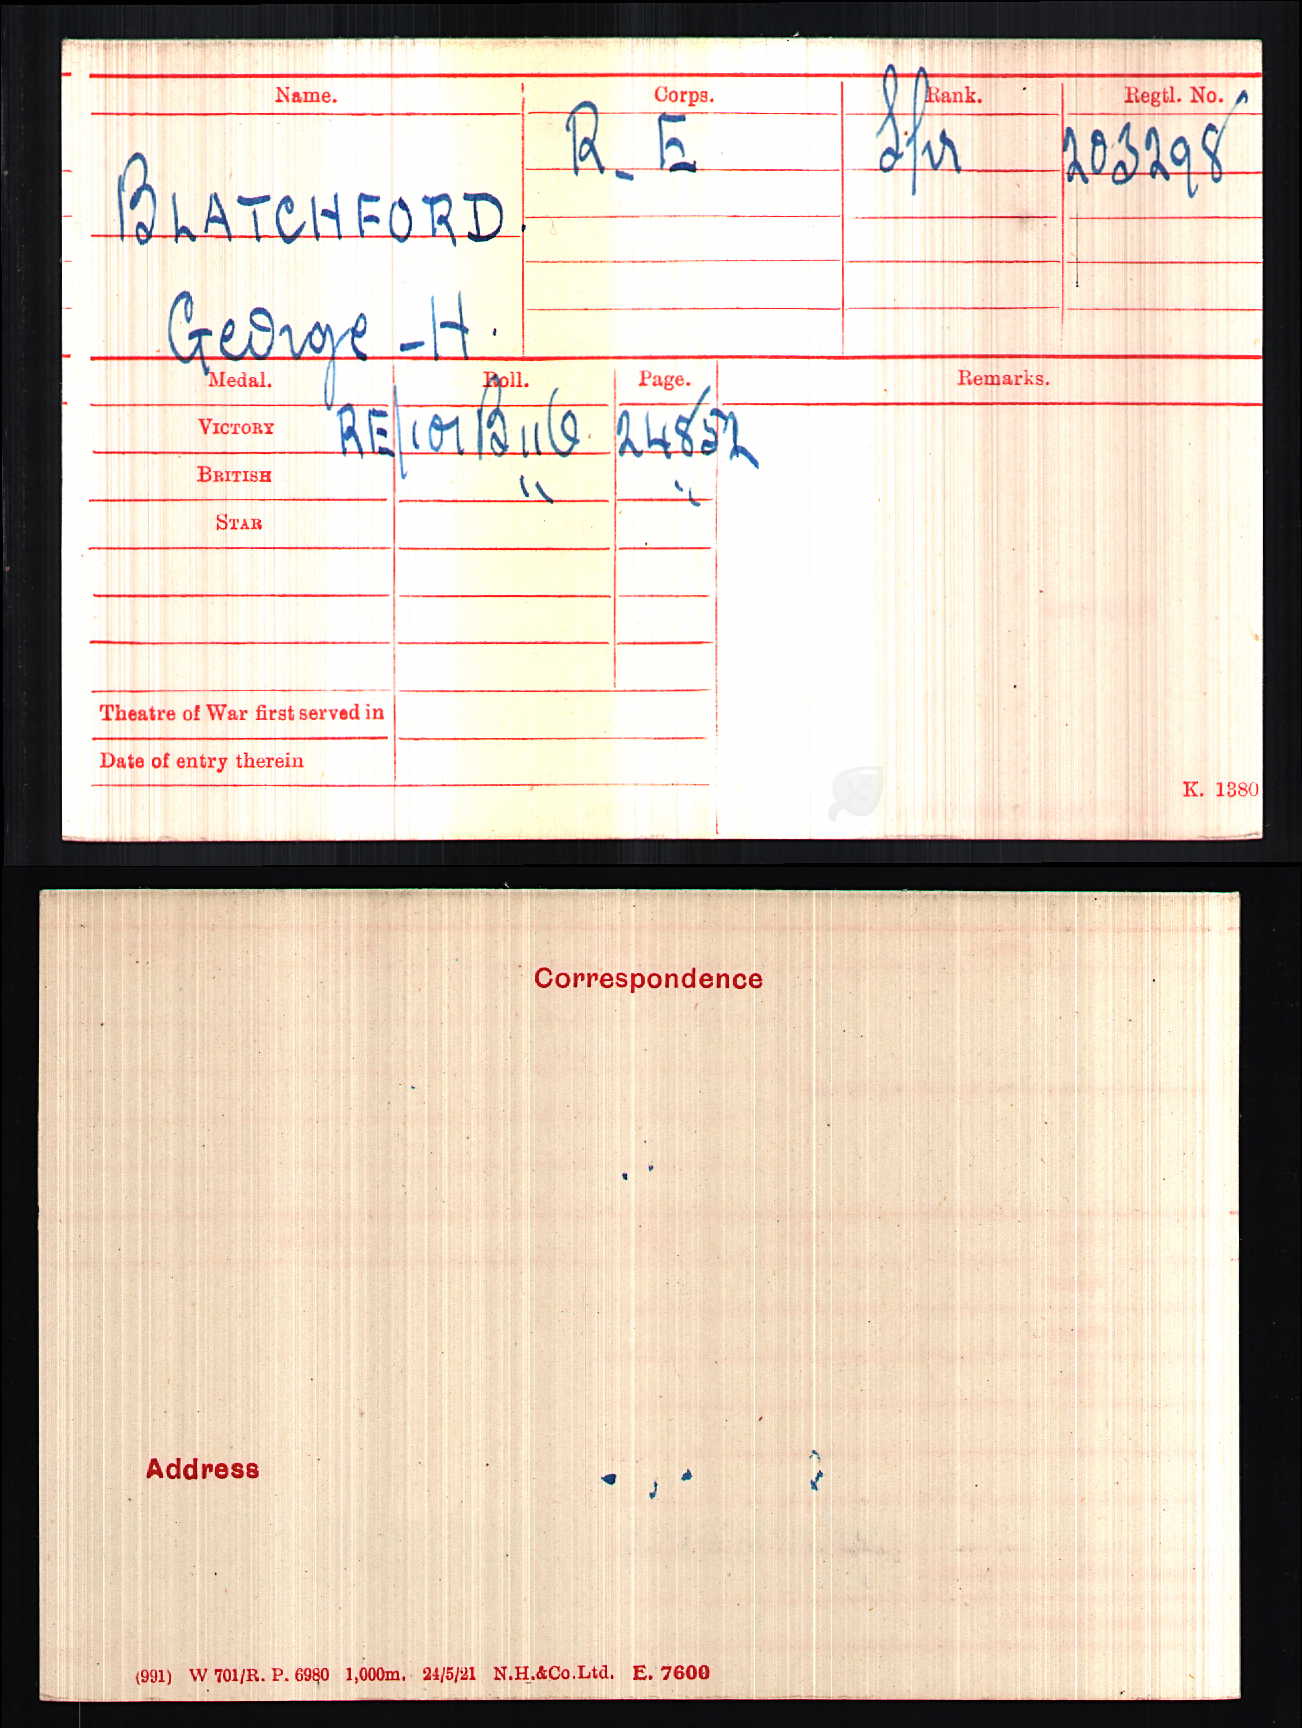 Name. Corps. Rank. Regtl. No.
R. E Spr 203298
BLATCHFORD.
George - H.
Medal. Roll. Page. Remarks.
VICTORY RE/101B116 24852
BRITISH " "
STAR
Theatre of War first served in
Date of entry therein
K. 1380
Correspondence
Address
(991) W 701/R. P. 6980 1,000m. 24/5/21 N.H.&Co.Ltd. E. 7600